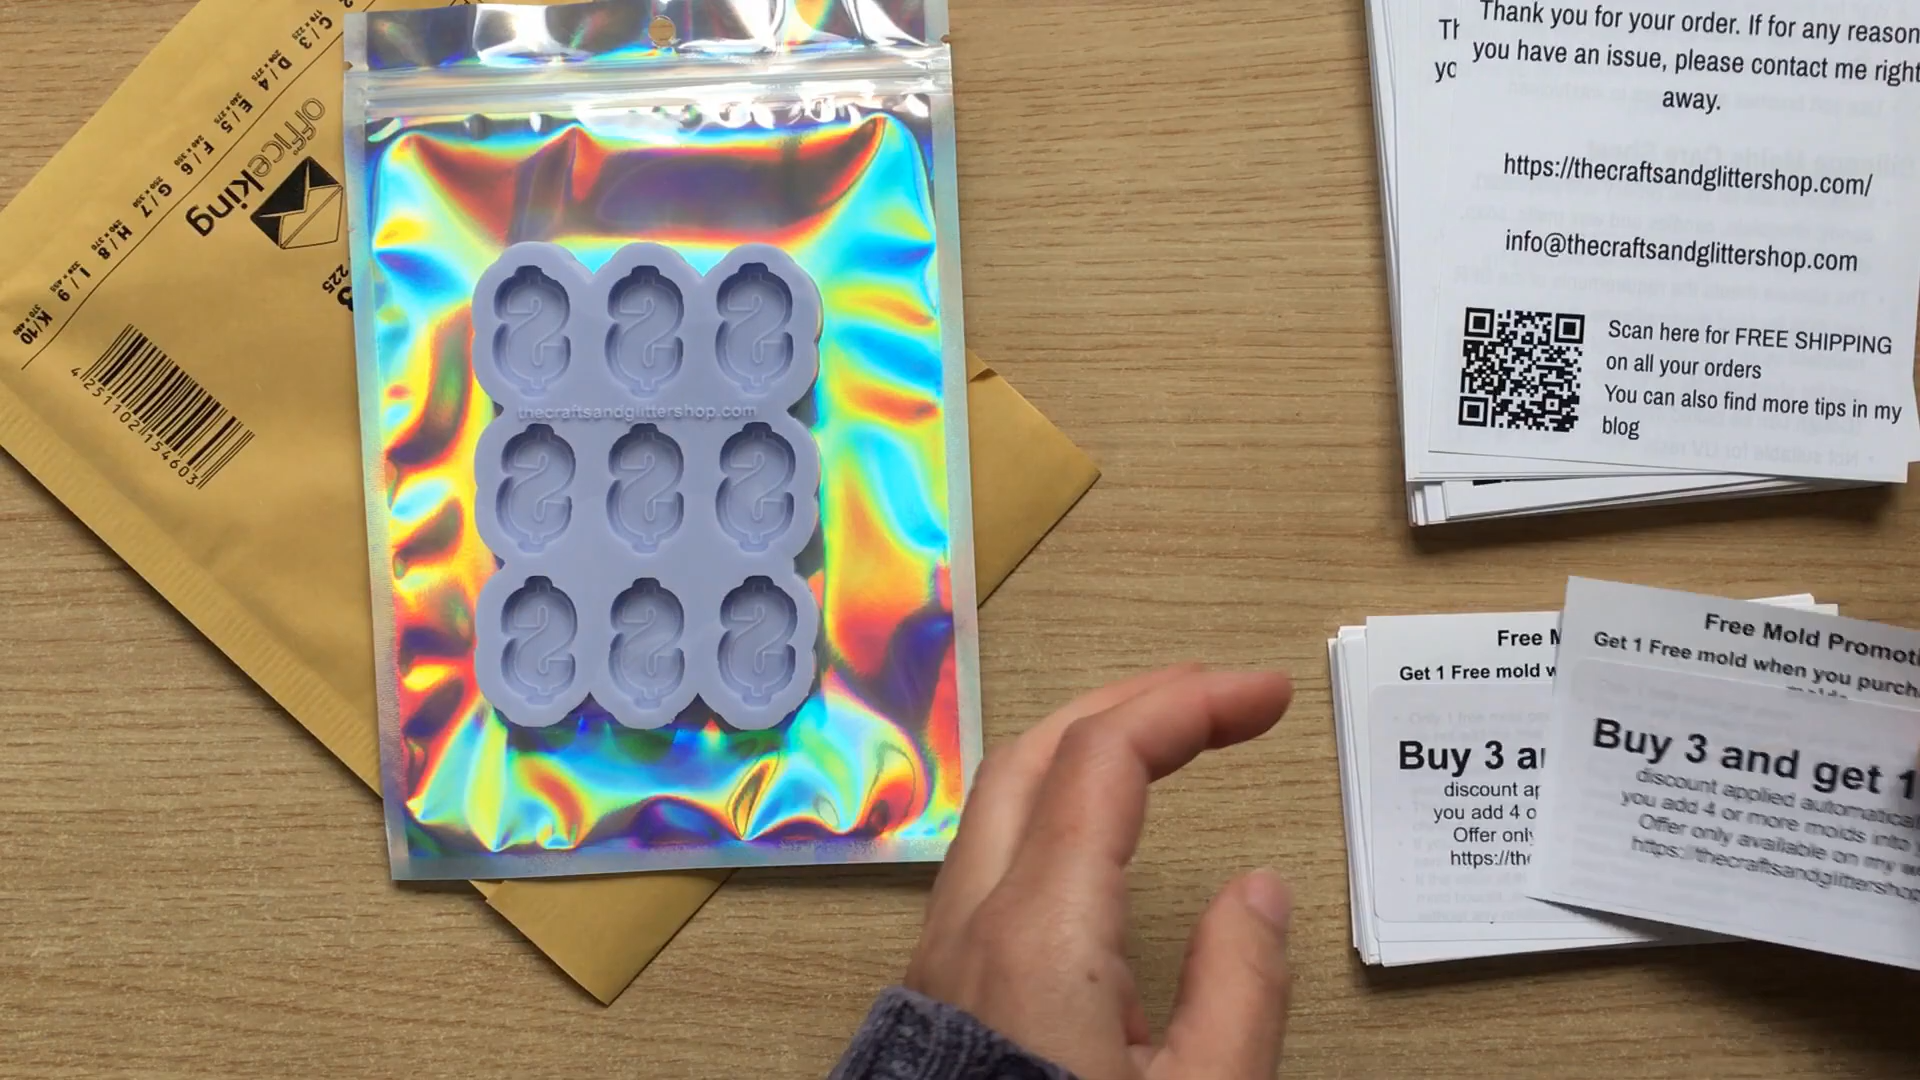 C/3
D/4
E/5
F/6
G/7
H/8
I/9
K/10
officeking
225
4251102154603
thecraftsandglittershop.com
Th
yo
Thank you for your order. If for any reason
you have an issue, please contact me right
away.
https://thecraftsandglittershop.com/
info@thecraftsandglittershop.com
Scan here for FREE SHIPPING
on all your orders
You can also find more tips in my
blog
Free M
Get 1 Free mold w
Buy 3 a
discount ap
you add 4 o
Offer only
https://the
Free Mold Promoti
Get 1 Free mold when you purch
Buy 3 and get 1
discount applied automatical
you add 4 or more molds into
Offer only available on my
https://thecraftsandglittershop